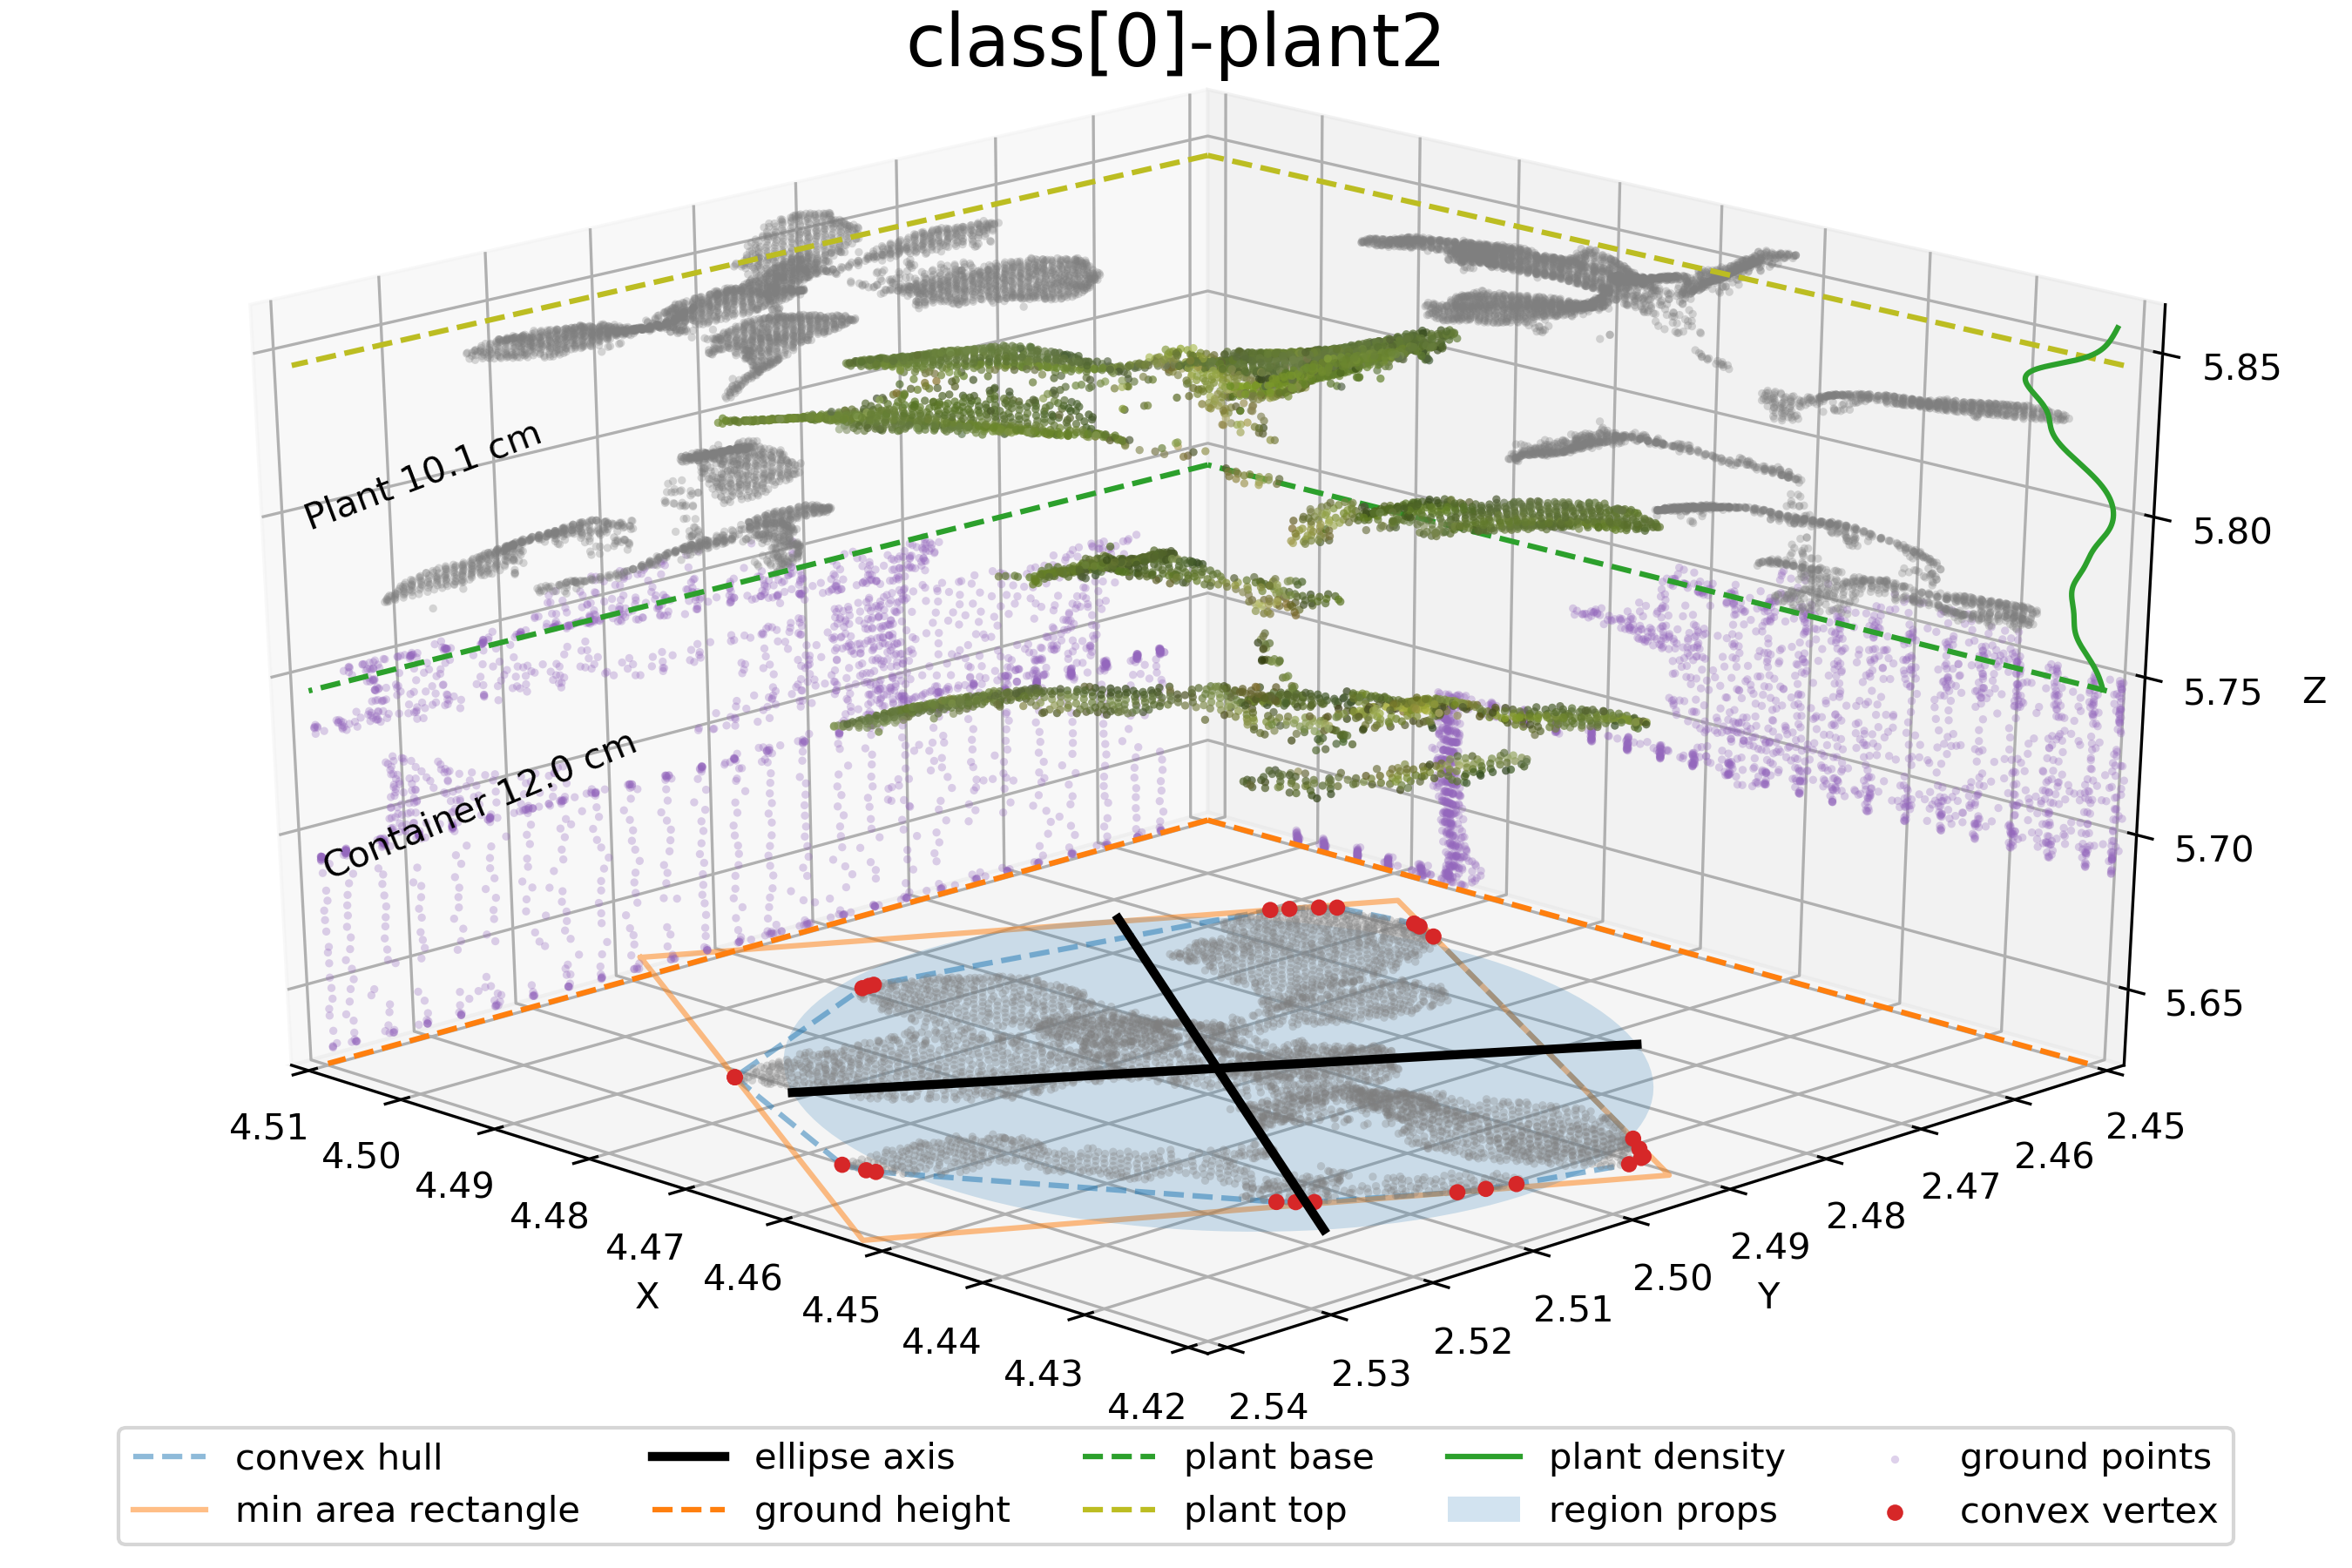 class[0]-plant2
Plant 10.1 cm
Container 12.0 cm
5.85
5.80
5.75
5.70
5.65
Z
4.51
4.50
4.49
4.48
4.47
4.46
4.45
4.44
4.43
4.42
X
2.54
2.53
2.52
2.51
2.50
2.49
2.48
2.47
2.46
2.45
Y
convex hull
min area rectangle
ellipse axis
ground height
plant base
plant top
plant density
region props
ground points
convex vertex